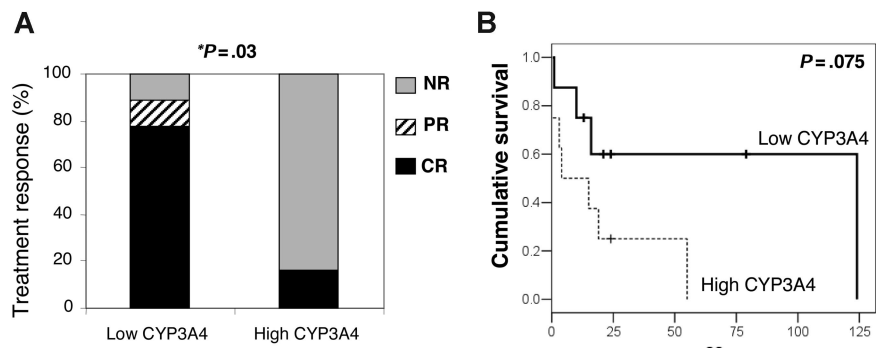 A
*P = .03
Treatment response (%)
100
80
60
40
20
0
Low CYP3A4
High CYP3A4
NR
PR
CR
B
P = .075
Cumulative survival
1.0
0.8
0.6
0.4
0.2
0.0
Low CYP3A4
High CYP3A4
0
25
50
75
100
125